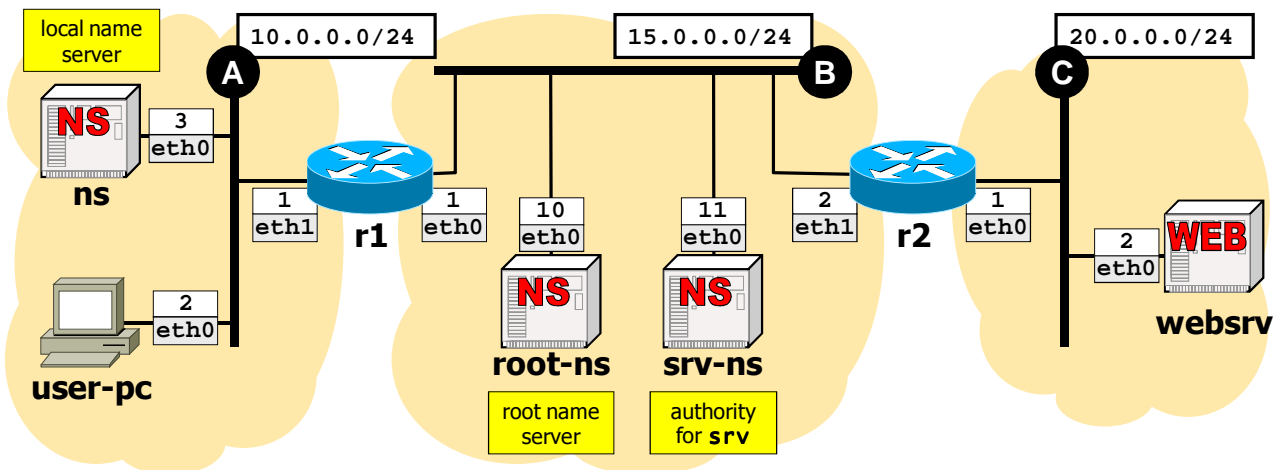 local name
server
A
10.0.0.0/24
15.0.0.0/24
B
C
20.0.0.0/24
NS
3
eth0
ns
1
eth1
r1
1
eth0
10
eth0
11
eth0
2
eth1
r2
1
eth0
2
eth0
WEB
websrv
2
eth0
user-pc
NS
root-ns
root name
server
NS
srv-ns
authority
for srv